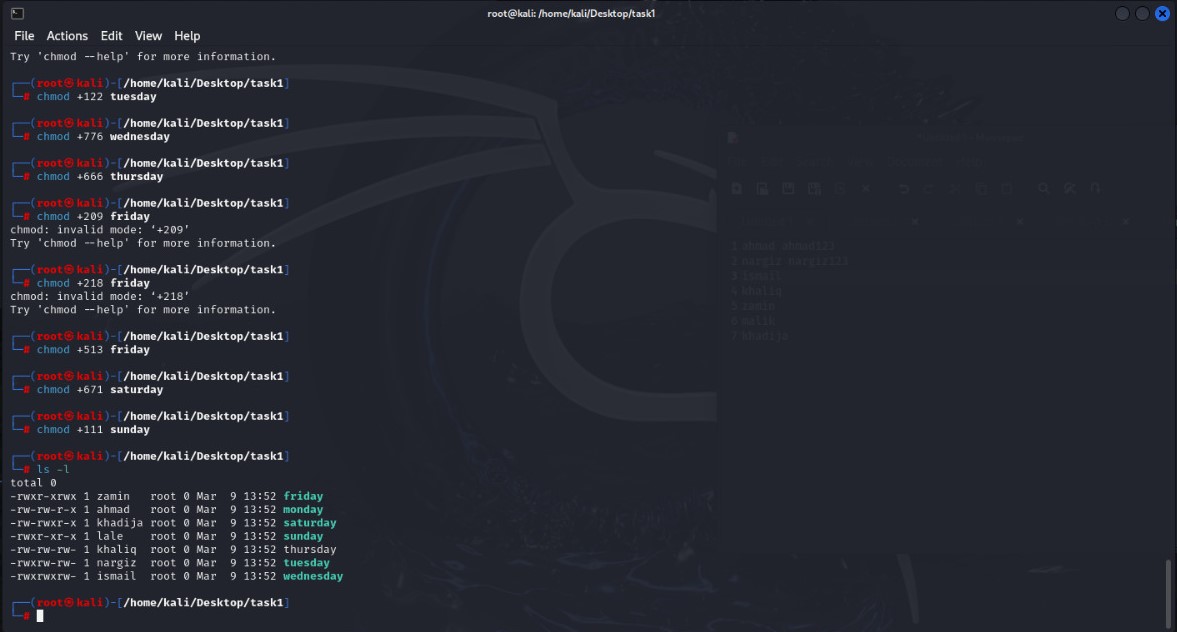 root@kali: /home/kali/Desktop/task1
File Actions Edit View Help
Try 'chmod --help' for more information.
┌──(root㉿kali)-[/home/kali/Desktop/task1]
└─# chmod +122 tuesday
┌──(root㉿kali)-[/home/kali/Desktop/task1]
└─# chmod +776 wednesday
┌──(root㉿kali)-[/home/kali/Desktop/task1]
└─# chmod +666 thursday
┌──(root㉿kali)-[/home/kali/Desktop/task1]
└─# chmod +209 friday
chmod: invalid mode: ‘+209’
Try 'chmod --help' for more information.
┌──(root㉿kali)-[/home/kali/Desktop/task1]
└─# chmod +218 friday
chmod: invalid mode: ‘+218’
Try 'chmod --help' for more information.
┌──(root㉿kali)-[/home/kali/Desktop/task1]
└─# chmod +513 friday
┌──(root㉿kali)-[/home/kali/Desktop/task1]
└─# chmod +671 saturday
┌──(root㉿kali)-[/home/kali/Desktop/task1]
└─# chmod +111 sunday
┌──(root㉿kali)-[/home/kali/Desktop/task1]
└─# ls -l
total 0
-rwxr-xrwx 1 zamin   root 0 Mar  9 13:52 friday
-rw-rw-r-x 1 ahmad   root 0 Mar  9 13:52 monday
-rw-rwxr-x 1 khadija root 0 Mar  9 13:52 saturday
-rwxr-xr-x 1 lale    root 0 Mar  9 13:52 sunday
-rw-rw-rw- 1 khaliq  root 0 Mar  9 13:52 thursday
-rwxrw-rw- 1 nargiz  root 0 Mar  9 13:52 tuesday
-rwxrwxrw- 1 ismail  root 0 Mar  9 13:52 wednesday
┌──(root㉿kali)-[/home/kali/Desktop/task1]
└─#
1 ahmad ahmad123
2 nargiz nargiz123
3 ismail
4 khaliq
5 zamin
6 malik
7 khadija